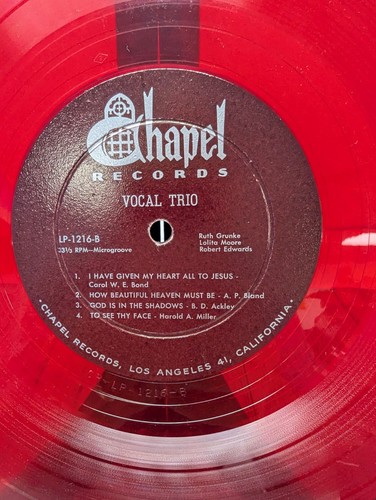 Chapel
RECORDS
VOCAL TRIO
LP-1216-B
33⅓ RPM—Microgroove
Ruth Grunke
Lolita Moore
Robert Edwards
1. I HAVE GIVEN MY HEART ALL TO JESUS -
Carol W. E. Bond
2. HOW BEAUTIFUL HEAVEN MUST BE - A. P. Bland
3. GOD IS IN THE SHADOWS - B. D. Ackley
4. TO SEE THY FACE - Harold A. Miller
• CHAPEL RECORDS, LOS ANGELES 41, CALIFORNIA •
LP-1216-B